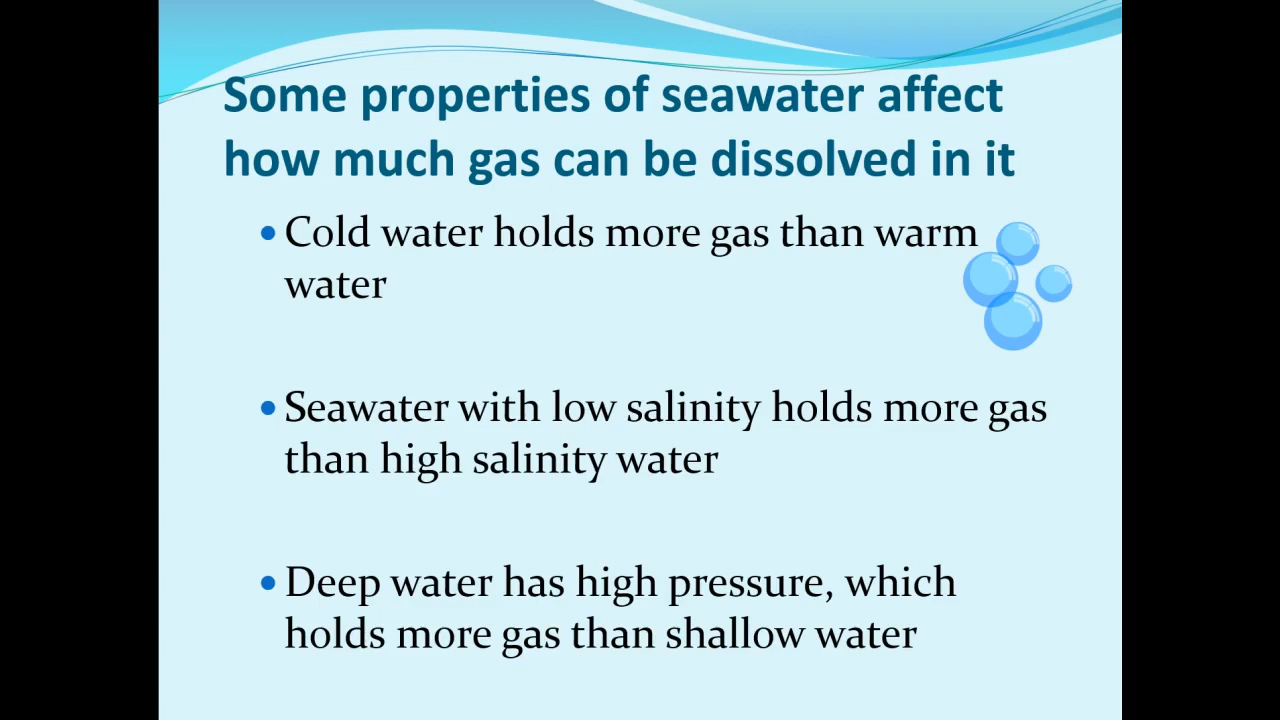 Some properties of seawater affect
how much gas can be dissolved in it
• Cold water holds more gas than warm
water
• Seawater with low salinity holds more gas
than high salinity water
• Deep water has high pressure, which
holds more gas than shallow water